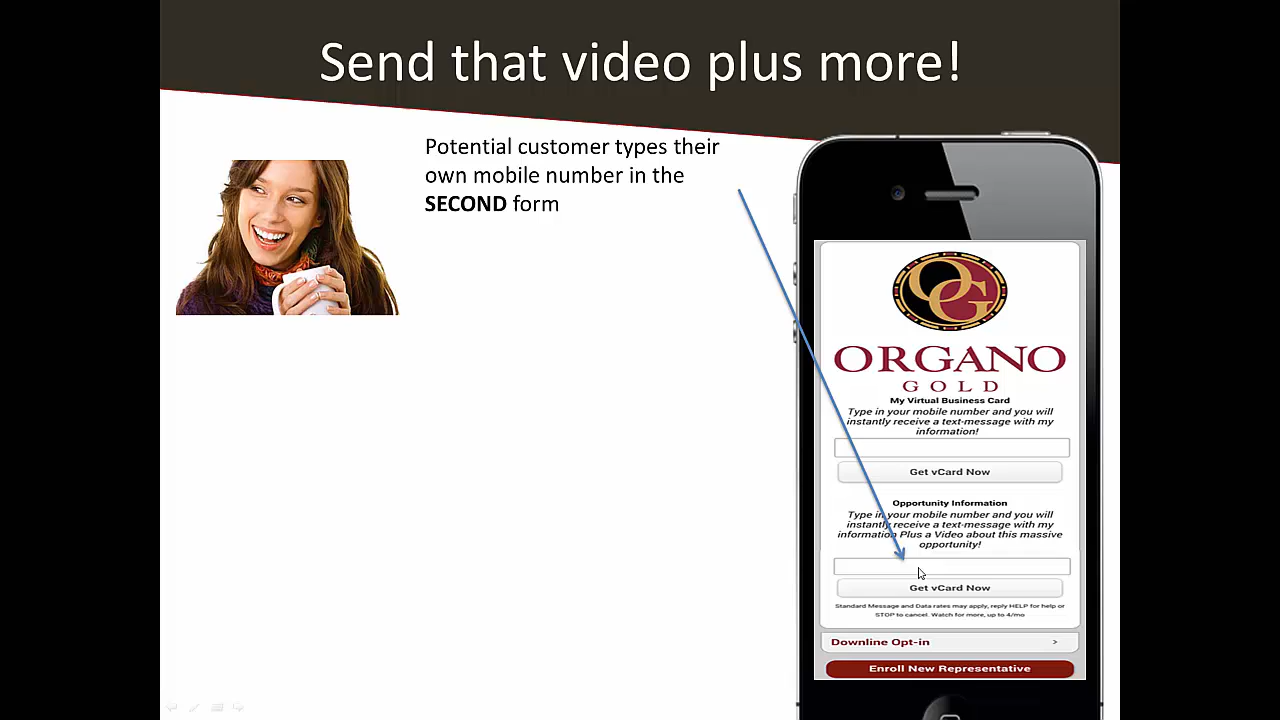 Send that video plus more!
Potential customer types their
own mobile number in the
SECOND form
OG
ORGANO
GOLD
My Virtual Business Card
Type in your mobile number and you will
instantly receive a text-message with my
information!
Get vCard Now
Opportunity Information
Type in your mobile number and you will
instantly receive a text-message with my
information Plus a Video about this massive
opportunity!
Get vCard Now
Standard Message and Data rates may apply, reply HELP for help or
STOP to cancel. Watch for more, up to 4/mo
Downline Opt-in >
Enroll New Representative